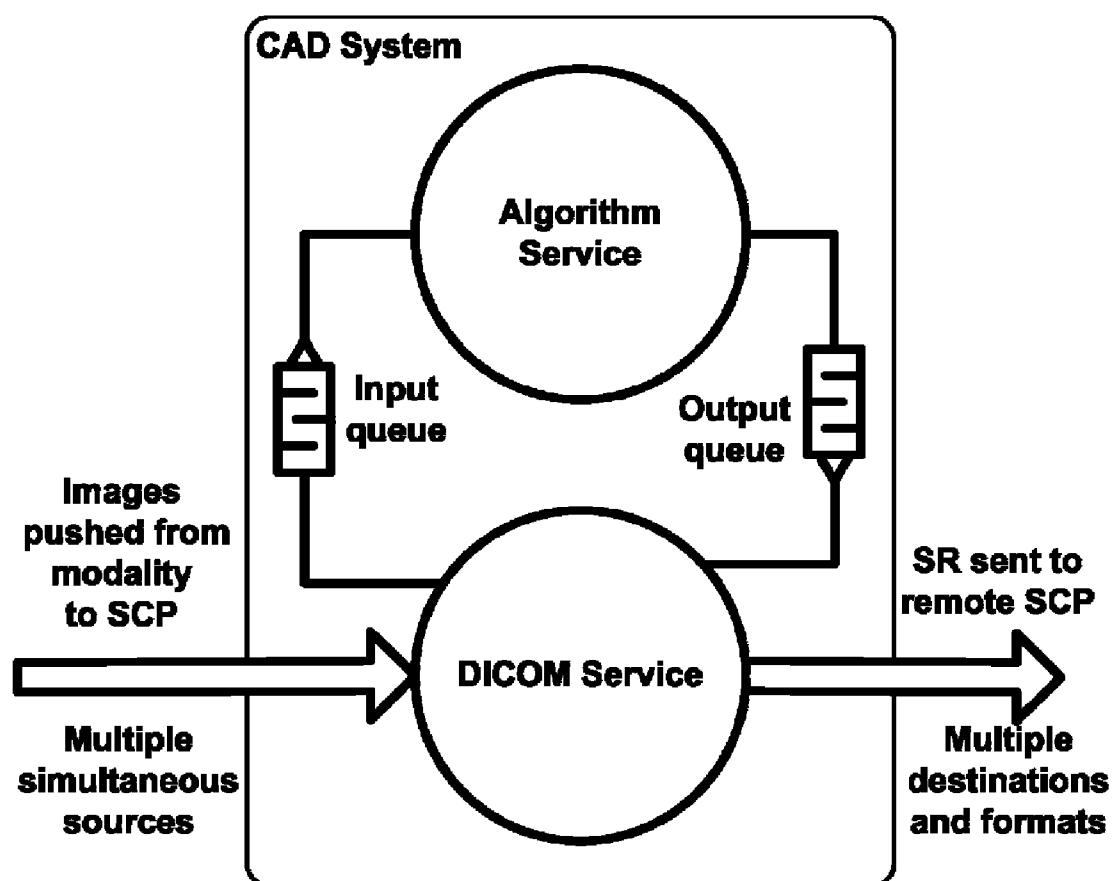 CAD System
Algorithm
Service
Input
queue
Output
queue
Images
pushed from
modality
to SCP
SR sent to
remote SCP
DICOM Service
Multiple
simultaneous
sources
Multiple
destinations
and formats